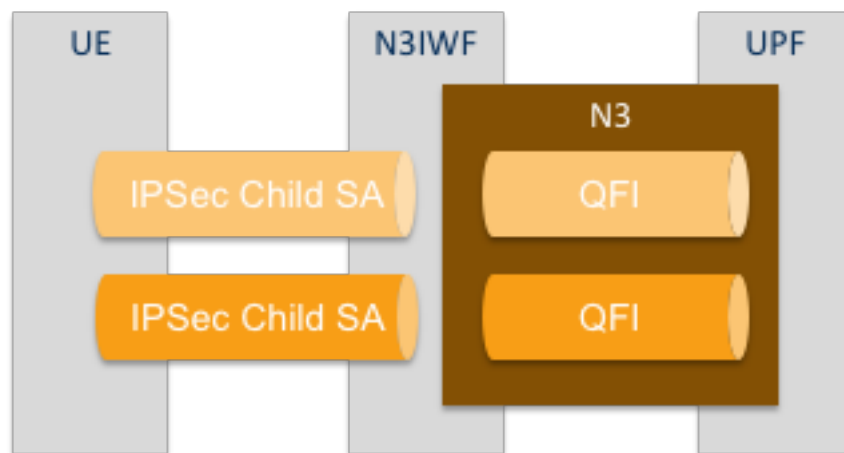 UE
N3IWF
UPF
N3
IPSec Child SA
QFI
IPSec Child SA
QFI